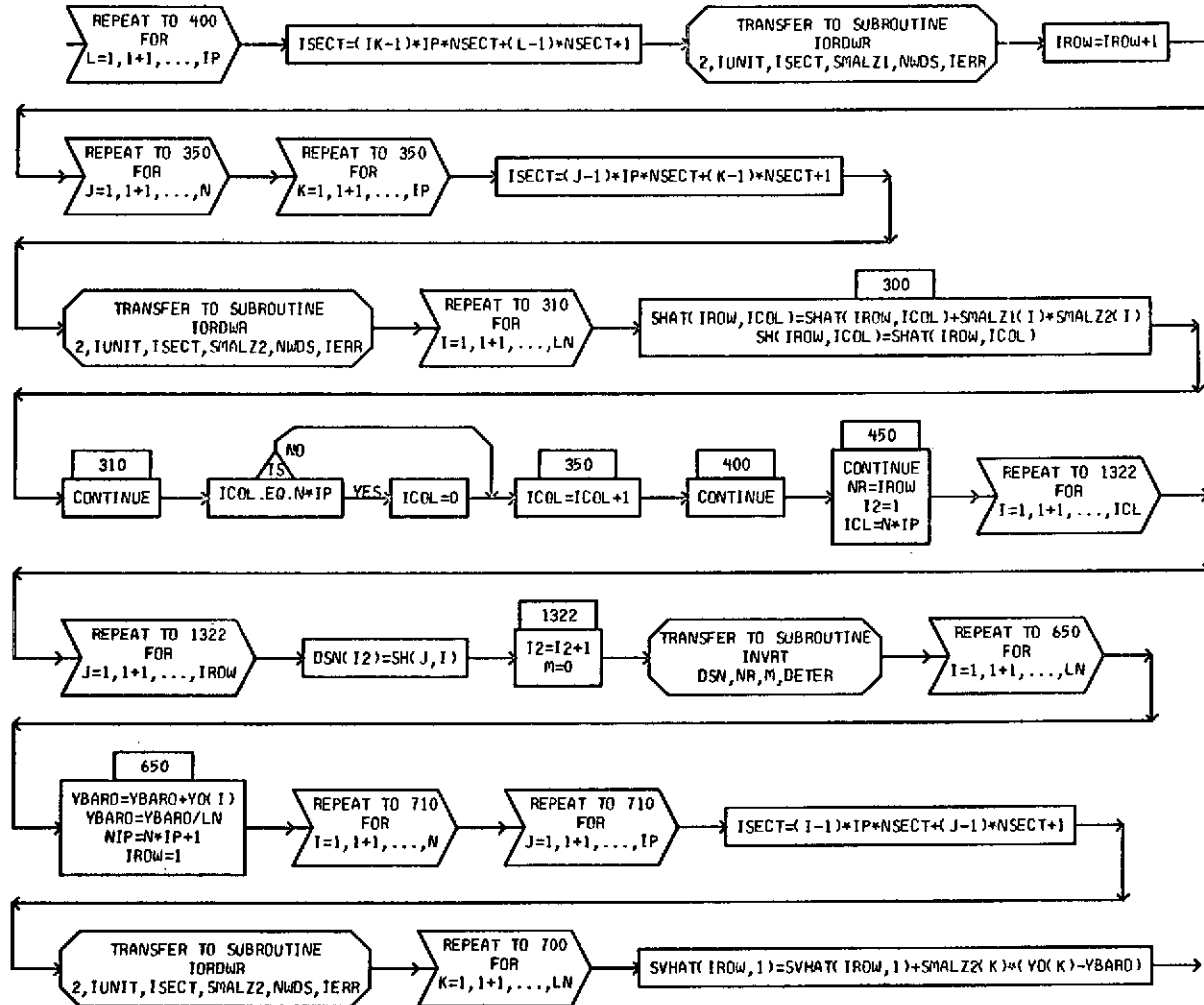 REPEAT TO 400
FOR
L=1,1+1,...,IP
ISECT=(IK-1)*IP*NSECT+(L-1)*NSECT+1
TRANSFER TO SUBROUTINE
IORDWR
2,IUNIT,ISECT,SMALZ1,NWDS,IERR
IROW=IROW+1
REPEAT TO 350
FOR
J=1,1+1,...,N
REPEAT TO 350
FOR
K=1,1+1,...,IP
ISECT=(J-1)*IP*NSECT+(K-1)*NSECT+1
TRANSFER TO SUBROUTINE
IORDWR
2,IUNIT,ISECT,SMALZ2,NWDS,IERR
REPEAT TO 310
FOR
I=1,1+1,...,LN
300
SHAT(IROW,ICOL)=SHAT(IROW,ICOL)+SMALZ1(I)*SMALZ2(I)
SH(IROW,ICOL)=SHAT(IROW,ICOL)
310
CONTINUE
IS
ICOL.EQ.N*IP
NO
YES
ICOL=0
350
ICOL=ICOL+1
400
CONTINUE
450
CONTINUE
NR=IROW
I2=1
ICL=N*IP
REPEAT TO 1322
FOR
I=1,1+1,...,ICL
REPEAT TO 1322
FOR
J=1,1+1,...,IROW
DSN(I2)=SH(J,I)
1322
I2=I2+1
M=0
TRANSFER TO SUBROUTINE
INVRT
DSN,NR,M,DETER
REPEAT TO 650
FOR
I=1,1+1,...,LN
650
YBARO=YBARO+YO(I)
YBARO=YBARO/LN
NIP=N*IP+1
IROW=1
REPEAT TO 710
FOR
I=1,1+1,...,N
REPEAT TO 710
FOR
J=1,1+1,...,IP
ISECT=(I-1)*IP*NSECT+(J-1)*NSECT+1
TRANSFER TO SUBROUTINE
IORDWR
2,IUNIT,ISECT,SMALZ2,NWDS,IERR
REPEAT TO 700
FOR
K=1,1+1,...,LN
SVHAT(IROW,1)=SVHAT(IROW,1)+SMALZ2(K)*(YO(K)-YBARO)